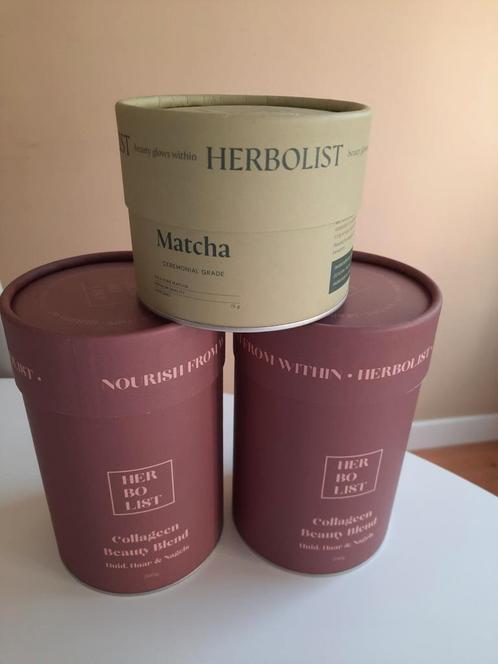 beauty glows within HERBOLIST beauty
Matcha
CEREMONIAL GRADE
NOURISH FROM
HER
BO
LIST
Collageen
Beauty Blend
Huid, Haar & Nagels
FROM WITHIN • HERBOLIST
HER
BO
LIST
Collageen
Beauty Blend
Huid, Haar & Nagels